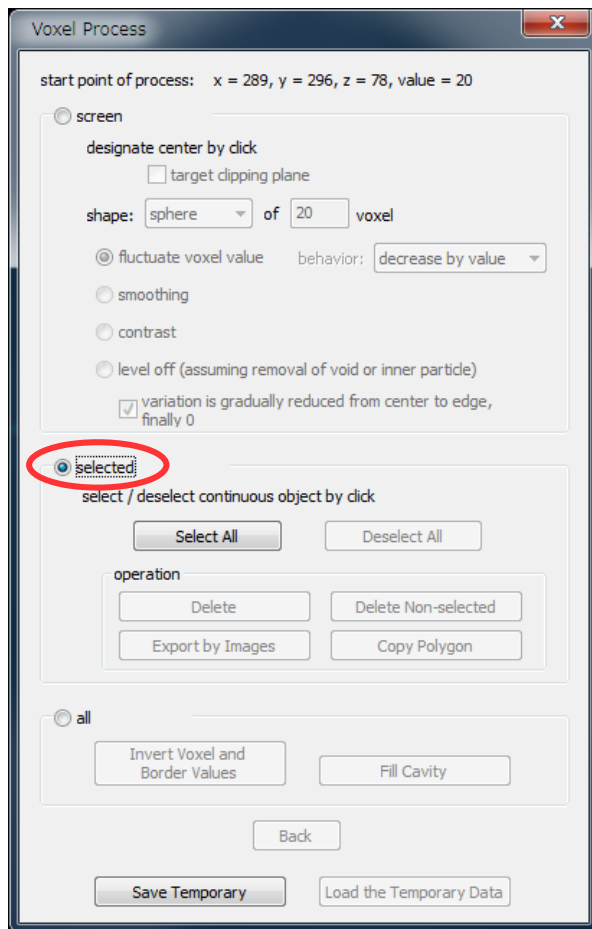 Voxel Process
start point of process: x = 289, y = 296, z = 78, value = 20
screen
designate center by click
target clipping plane
shape: sphere of 20 voxel
fluctuate voxel value behavior: decrease by value
smoothing
contrast
level off (assuming removal of void or inner particle)
variation is gradually reduced from center to edge,
finally 0
selected
select / deselect continuous object by click
Select All Deselect All
operation
Delete Delete Non-selected
Export by Images Copy Polygon
all
Invert Voxel and
Border Values Fill Cavity
Back
Save Temporary Load the Temporary Data